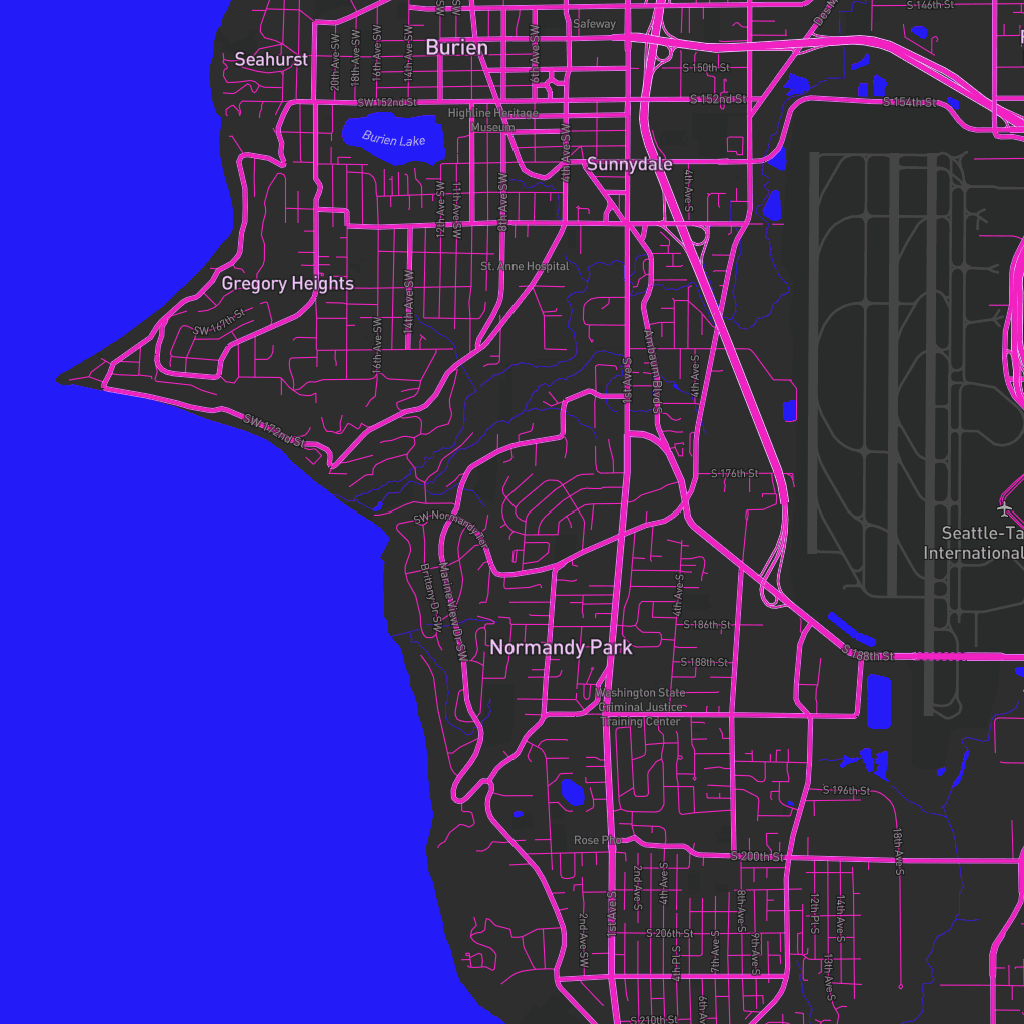 S 146th St
Safeway
Burien
Seahurst
20th Ave SW
18th Ave SW
16th Ave SW
14th Ave SW
6th Ave SW
S 150th St
SW 152nd St
S 152nd St
S 154th St
Highline Heritage
Museum
Burien Lake
4th Ave SW
Sunnydale
4th Ave S
12th Ave SW
11th Ave SW
8th Ave SW
St. Anne Hospital
Gregory Heights
14th Ave SW
SW 167th St
16th Ave SW
1st Ave S
Ambaum Blvd S
4th Ave S
SW 172nd St
S 176th St
SW Normandy Ter
Seattle-Ta
International
Brittany Dr SW
Marine View Dr SW
4th Ave S
S 186th St
Normandy Park
S 188th St
S 188th St
Washington State
Criminal Justice
Training Center
S 196th St
18th Ave S
Rose Pho
S 200th St
2nd Ave S
4th Ave S
1st Ave S
8th Ave S
12th Pl S
14th Ave S
2nd Ave SW
S 206th St
4th Pl S
7th Ave S
9th Ave S
13th Ave S
6th Av
S 210th St